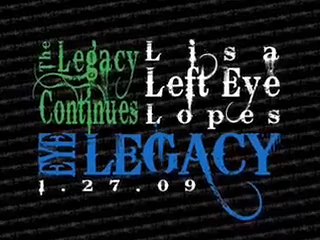 The Legacy Continues
Lisa
Left Eye
Lopes
EYE LEGACY
1.27.09